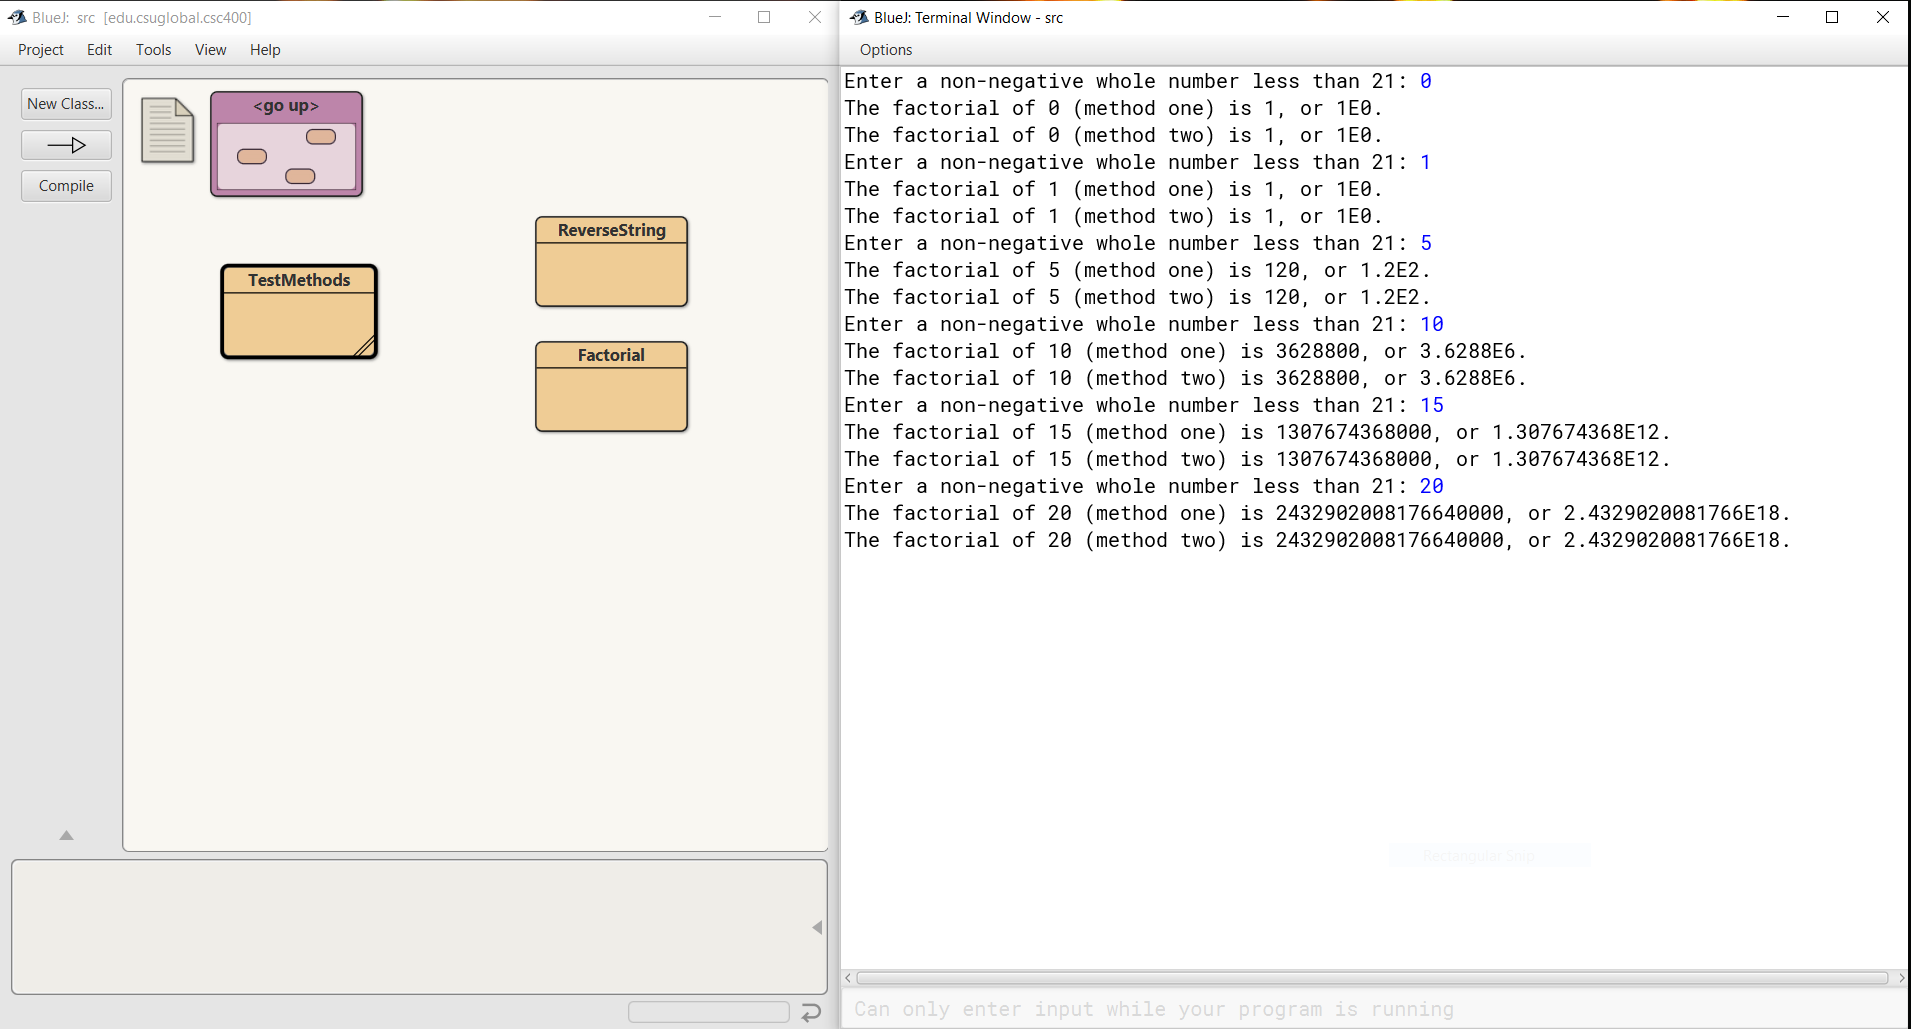 BlueJ: src [edu.csuglobal.csc400]
Project Edit Tools View Help
New Class...
Compile
<go up>
ReverseString
TestMethods
Factorial
BlueJ: Terminal Window - src
Options
Enter a non-negative whole number less than 21: 0
The factorial of 0 (method one) is 1, or 1E0.
The factorial of 0 (method two) is 1, or 1E0.
Enter a non-negative whole number less than 21: 1
The factorial of 1 (method one) is 1, or 1E0.
The factorial of 1 (method two) is 1, or 1E0.
Enter a non-negative whole number less than 21: 5
The factorial of 5 (method one) is 120, or 1.2E2.
The factorial of 5 (method two) is 120, or 1.2E2.
Enter a non-negative whole number less than 21: 10
The factorial of 10 (method one) is 3628800, or 3.6288E6.
The factorial of 10 (method two) is 3628800, or 3.6288E6.
Enter a non-negative whole number less than 21: 15
The factorial of 15 (method one) is 1307674368000, or 1.307674368E12.
The factorial of 15 (method two) is 1307674368000, or 1.307674368E12.
Enter a non-negative whole number less than 21: 20
The factorial of 20 (method one) is 2432902008176640000, or 2.4329020081766E18.
The factorial of 20 (method two) is 2432902008176640000, or 2.4329020081766E18.
Rectangular Snip
Can only enter input while your program is running